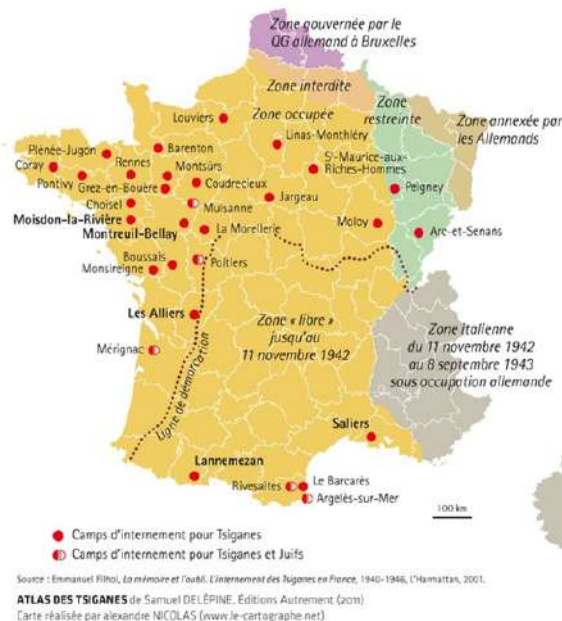 Zone gouvernée par le
QG allemand à Bruxelles
Zone interdite
Zone occupée
Zone
restreinte
Zone annexée par
les Allemands
Louviers
Linas-Monthléry
St-Maurice-aux-
Riches-Hommes
Plénée-Jugon
Barenton
Coray
Rennes
Montsûrs
Pontivy
Grez-en-Bouère
Coudrecieux
Choisel
Mulsanne
Jargeau
Peigney
Moisdon-la-Rivière
Montreuil-Bellay
La Morellerie
Moloy
Arc-et-Senans
Boussais
Monsireigne
Poitiers
Les Alliers
Zone « libre »
jusqu'au
11 novembre 1942
Zone italienne
du 11 novembre 1942
au 8 septembre 1943
sous occupation allemande
Mérignac
Ligne de démarcation
Saliers
Lannemezan
Rivesaltes
Le Barcarès
Argelès-sur-Mer
100 km
Camps d'internement pour Tsiganes
Camps d'internement pour Tsiganes et Juifs
Source : Emmanuel Filhol, La mémoire et l'oubli. L'internement des Tsiganes en France, 1940-1946, L'Harmattan, 2001.
ATLAS DES TSIGANES de Samuel DELÉPINE. Éditions Autrement (2011)
Carte réalisée par alexandre NICOLAS (www.le-cartographe.net)